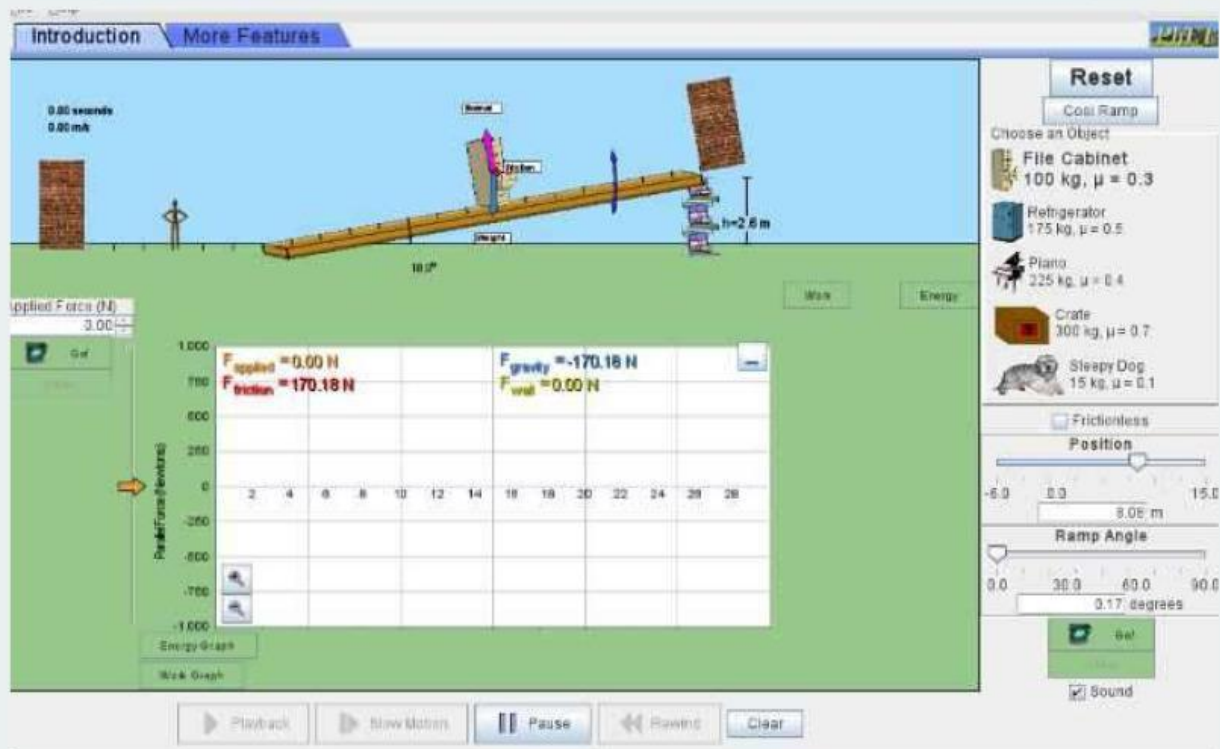 Introduction
More Features
Reset
0.00 seconds
0.00 m/s
Normal
Cool Ramp
Choose an Object
File Cabinet
100 kg, μ = 0.3
Refrigerator
175 kg, μ = 0.5
Piano
225 kg, μ = 0.4
Crate
300 kg, μ = 0.7
Sleepy Dog
15 kg, μ = 0.1
Frictionless
Weight
h=2.6 m
Work
Energy
Applied Force (N)
Go!
F applied = 0.00 N
F gravity = -170.18 N
F friction = 170.18 N
F wall = 0.00 N
Parallel Force (Newtons)
1,000
750
250
0
-250
-750
-1,000
2 4 6 8 10 12 14 16 18 20 22 24 26 28
Position
-6.0 0.0 15.0
m
Ramp Angle
0.0 30.0 60.0 90.0
0.17 degrees
Go!
Sound
Energy Graph
Work Graph
Playback
Slow Motion
Pause
Rewind
Clear